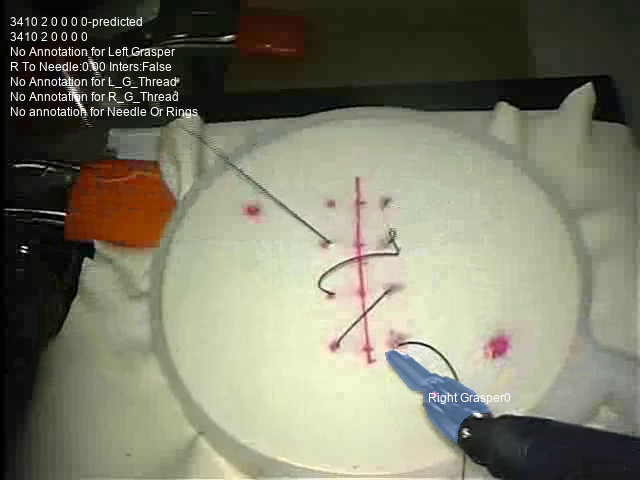 3410 2 0 0 0 0-predicted
3410 2 0 0 0 0
No Annotation for Left Grasper
R To Needle:0.00 Inters:False
No Annotation for L_G_Thread
No Annotation for R_G_Thread
No annotation for Needle Or Rings
Right Grasper0